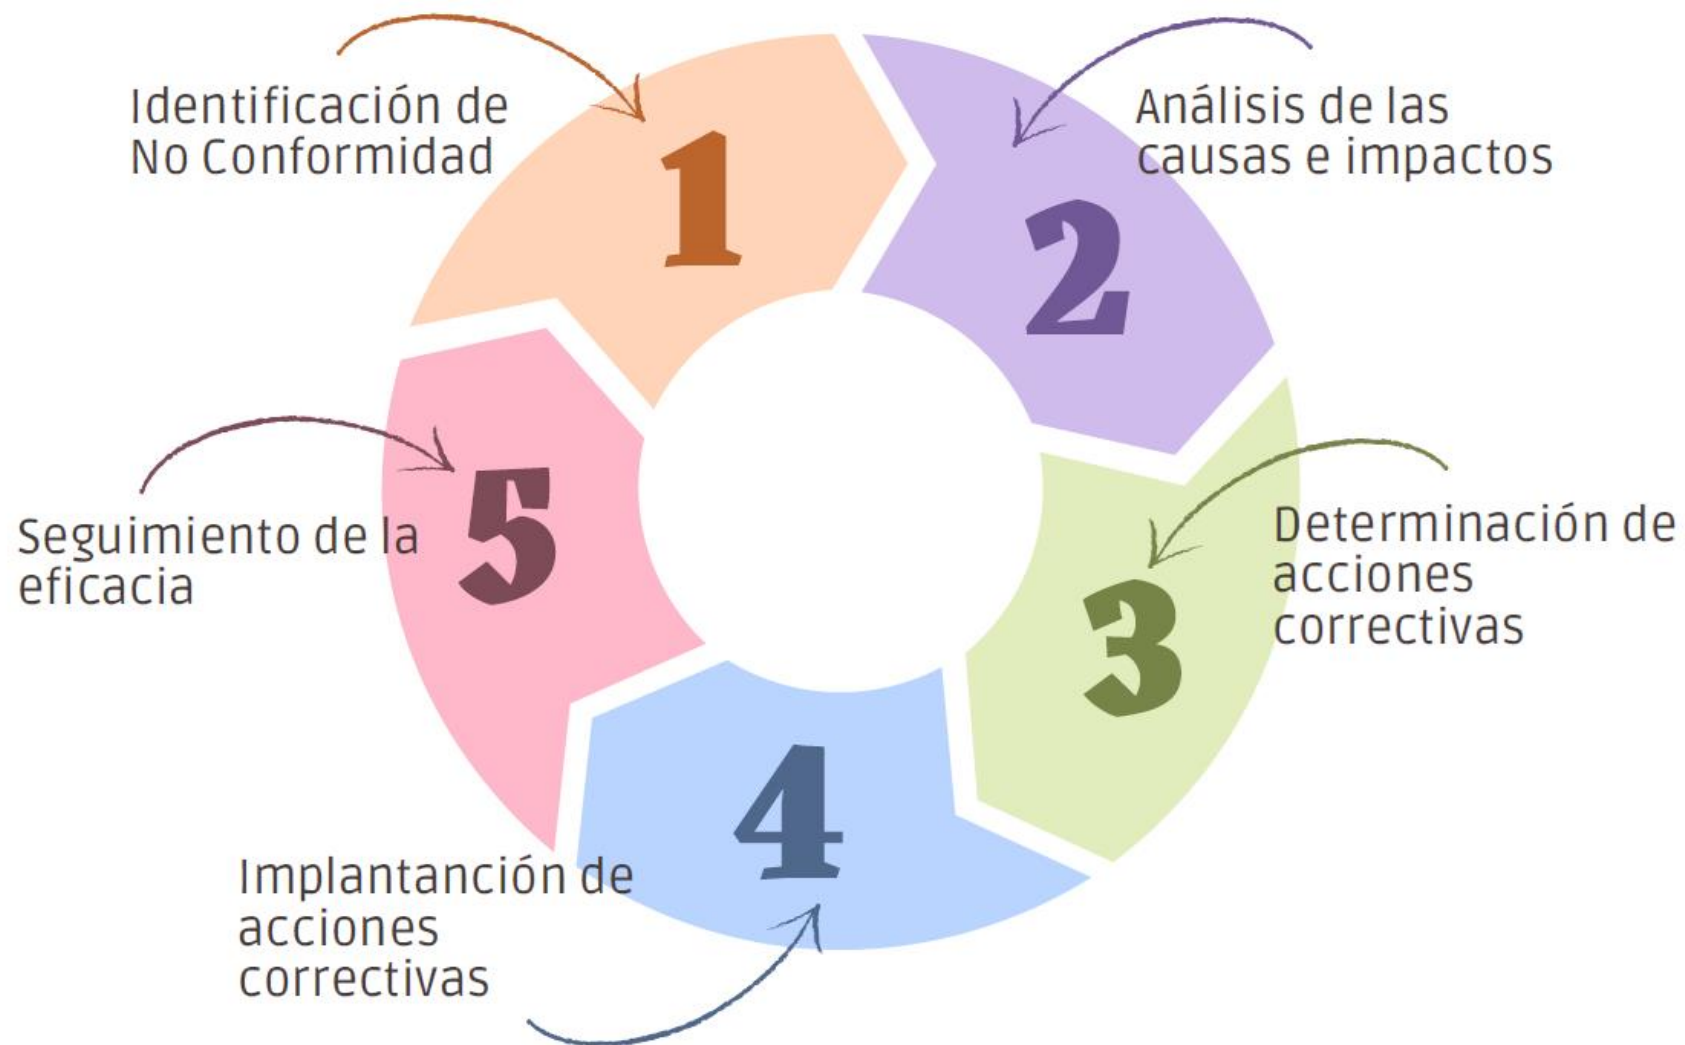 Identificación de
No Conformidad
1
Análisis de las
causas e impactos
2
Determinación de
acciones
correctivas
3
Implantanción de
acciones
correctivas
4
Seguimiento de la
eficacia
5